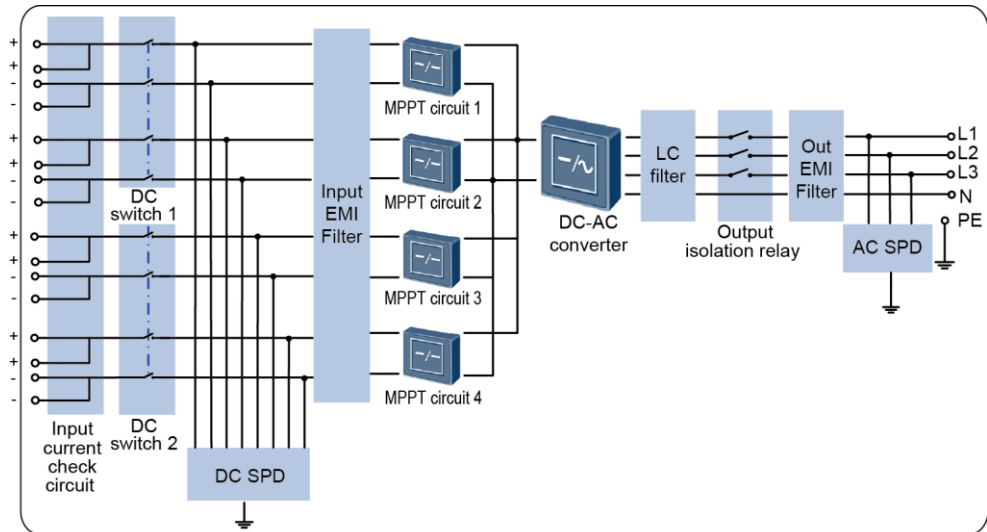 +
+
-
-
+
+
-
-
+
+
-
-
+
+
-
-
Input
current
check
circuit
DC
switch 1
DC
switch 2
DC SPD
Input
EMI
Filter
MPPT circuit 1
MPPT circuit 2
MPPT circuit 3
MPPT circuit 4
DC-AC
converter
LC
filter
Output
isolation relay
Out
EMI
Filter
L1
L2
L3
N
PE
AC SPD